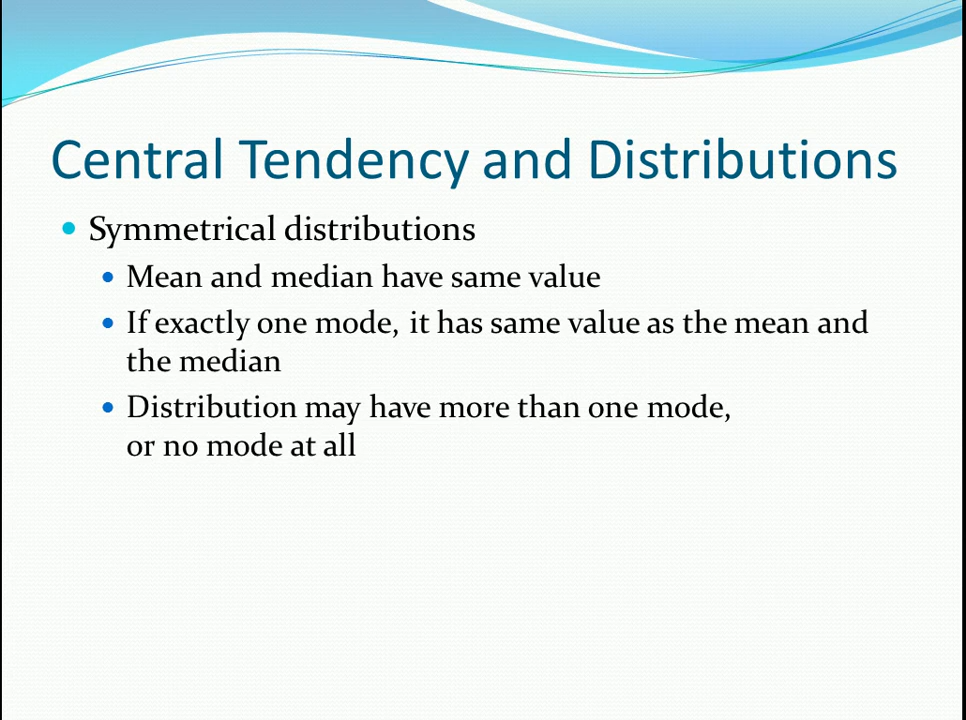 Central Tendency and Distributions
• Symmetrical distributions
• Mean and median have same value
• If exactly one mode, it has same value as the mean and
the median
• Distribution may have more than one mode,
or no mode at all